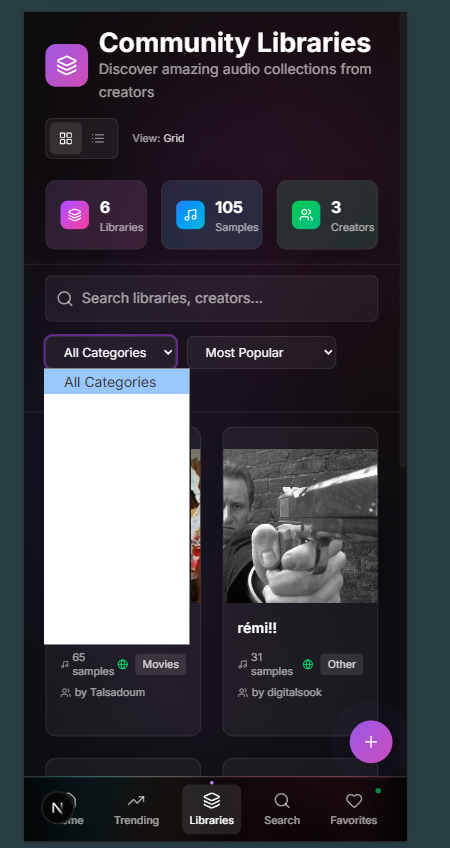 Community Libraries
Discover amazing audio collections from
creators
View: Grid
6
Libraries
105
Samples
3
Creators
Search libraries, creators...
All Categories
Most Popular
All Categories
rémi!!
65
samples
Movies
by Talsadoum
31
samples
Other
by digitalsook
N
Trending
Libraries
Search
Favorites